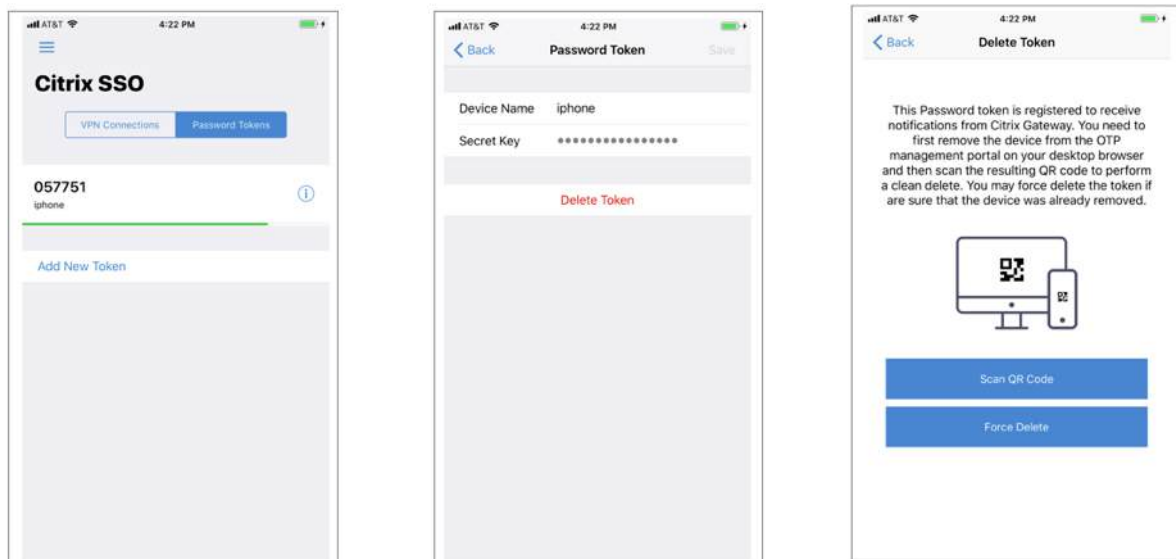 AT&T 4:22 PM
Citrix SSO
VPN Connections Password Tokens
057751
iphone
Add New Token
AT&T 4:22 PM
Back Password Token Save
Device Name iphone
Secret Key ●●●●●●●●●●●●●●●●
Delete Token
AT&T 4:22 PM
Back Delete Token
This Password token is registered to receive
notifications from Citrix Gateway. You need to
first remove the device from the OTP
management portal on your desktop browser
and then scan the resulting QR code to perform
a clean delete. You may force delete the token if
are sure that the device was already removed.
Scan QR Code
Force Delete